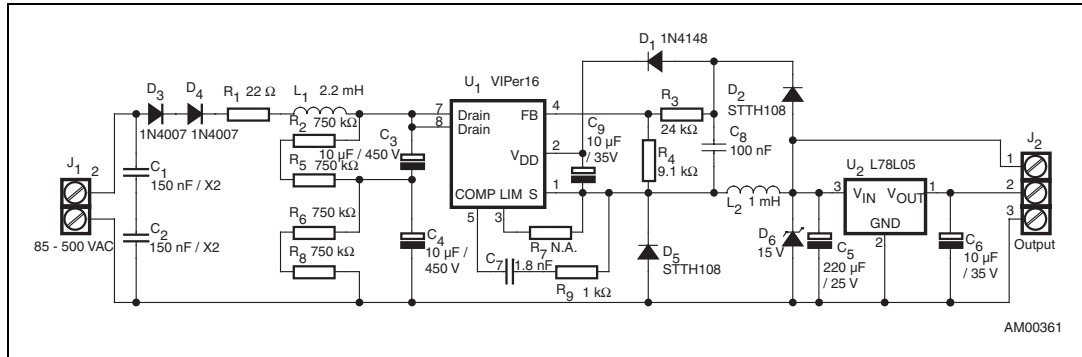 J1
2
1
85 - 500 VAC
C1
150 nF / X2
C2
150 nF / X2
D3
1N4007
D4
1N4007
R1 22 Ω
L1 2.2 mH
R2 750 kΩ
R5 750 kΩ
R6 750 kΩ
R8 750 kΩ
C3
10 µF / 450 V
C4
10 µF /
450 V
U1 VIPer16
7
Drain
8
Drain
FB 4
VDD 2
COMP LIM S 1
5
3
R7 N.A.
C7 1.8 nF
R9 1 kΩ
C9
10 µF
/ 35V
D1 1N4148
R3
24 kΩ
R4
9.1 kΩ
C8
100 nF
D2
STTH108
D5
STTH108
L2 1 mH
D6
15 V
C5
220 µF
/ 25 V
U2 L78L05
3
VIN VOUT
1
GND
2
C6
10 µF
/ 35 V
J2
1
2
3
Output
AM00361